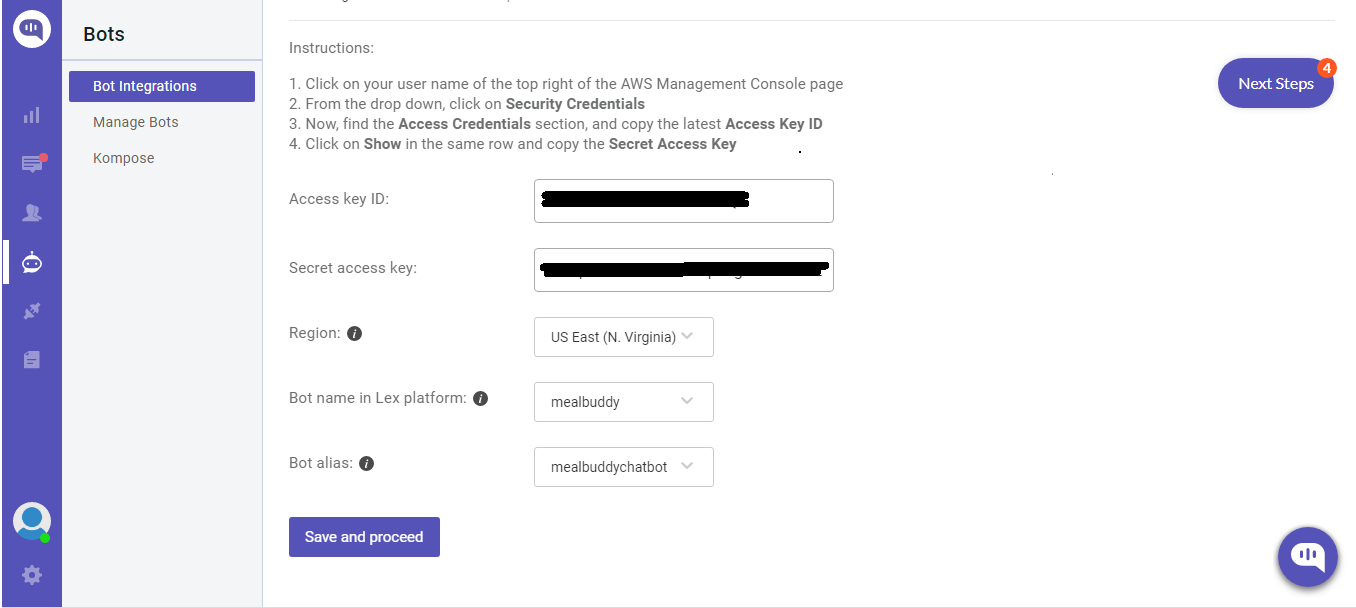 Bots
Bot Integrations
Manage Bots
Kompose
Instructions:
1. Click on your user name of the top right of the AWS Management Console page
2. From the drop down, click on Security Credentials
3. Now, find the Access Credentials section, and copy the latest Access Key ID
4. Click on Show in the same row and copy the Secret Access Key
Next Steps
4
Access key ID:
Secret access key:
Region: i
US East (N. Virginia)
Bot name in Lex platform: i
mealbuddy
Bot alias: i
mealbuddychatbot
Save and proceed